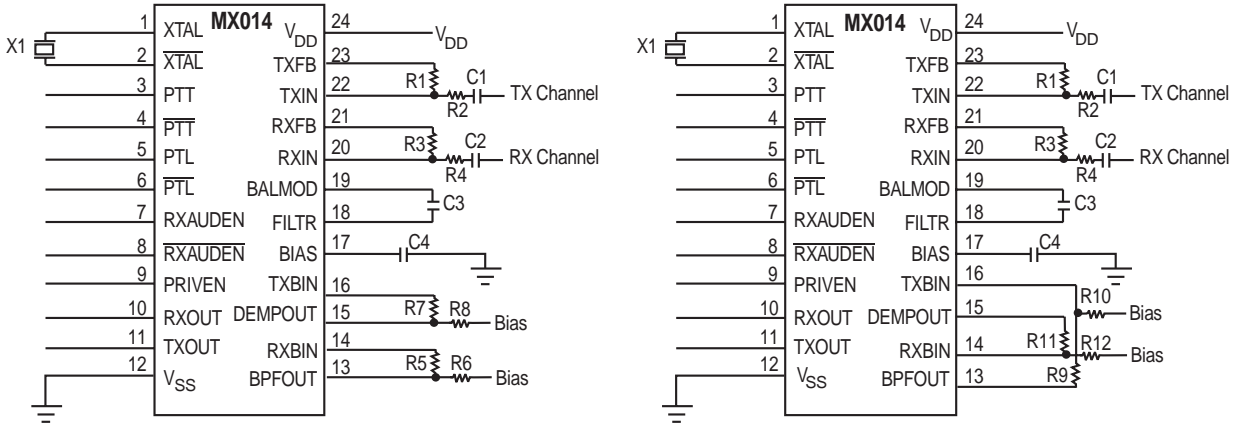 MX014
X1
1 XTAL
2 XTAL
3 PTT
4 PTT
5 PTL
6 PTL
7 RXAUDEN
8 RXAUDEN
9 PRIVEN
10 RXOUT
11 TXOUT
12 VSS
VDD 24 VDD
TXFB 23
R1 C1
TXIN 22 TX Channel
R2
RXFB 21
R3 C2
RXIN 20 RX Channel
R4
BALMOD 19
C3
FILTR 18
BIAS 17 C4
TXBIN 16
R7 R8
DEMPOUT 15 Bias
RXBIN 14
R5 R6
BPFOUT 13 Bias
MX014
X1
1 XTAL
2 XTAL
3 PTT
4 PTT
5 PTL
6 PTL
7 RXAUDEN
8 RXAUDEN
9 PRIVEN
10 RXOUT
11 TXOUT
12 VSS
VDD 24 VDD
TXFB 23
R1 C1
TXIN 22 TX Channel
R2
RXFB 21
R3 C2
RXIN 20 RX Channel
R4
BALMOD 19
C3
FILTR 18
BIAS 17 C4
TXBIN 16
R10
DEMPOUT 15 Bias
R11 R12
RXBIN 14 Bias
R9
BPFOUT 13